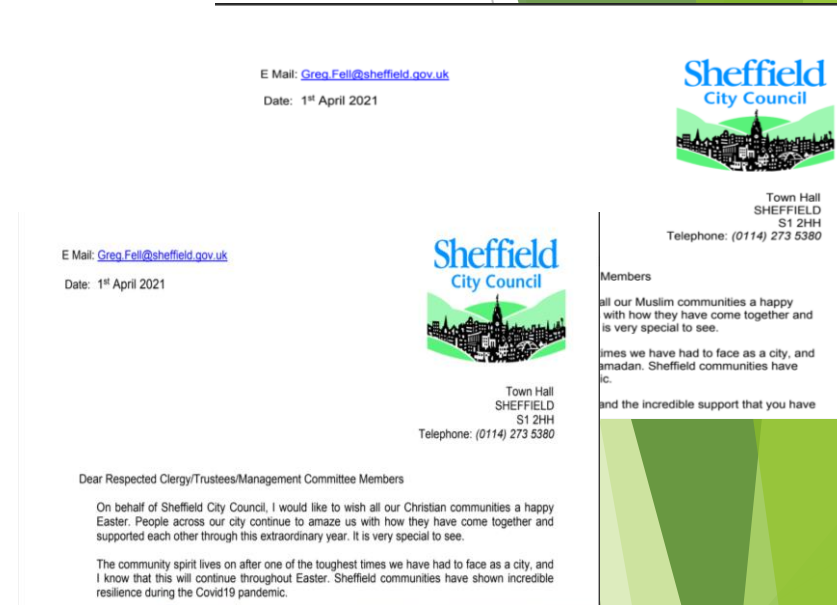 E Mail: Greg.Fell@sheffield.gov.uk
Date: 1st April 2021
Sheffield
City Council
Town Hall
SHEFFIELD
S1 2HH
Telephone: (0114) 273 5380
Members
all our Muslim communities a happy
with how they have come together and
is very special to see.
times we have had to face as a city, and
amadan. Sheffield communities have
ic.
and the incredible support that you have
E Mail: Greg.Fell@sheffield.gov.uk
Date: 1st April 2021
Sheffield
City Council
Town Hall
SHEFFIELD
S1 2HH
Telephone: (0114) 273 5380
Dear Respected Clergy/Trustees/Management Committee Members
On behalf of Sheffield City Council, I would like to wish all our Christian communities a happy
Easter. People across our city continue to amaze us with how they have come together and
supported each other through this extraordinary year. It is very special to see.
The community spirit lives on after one of the toughest times we have had to face as a city, and
I know that this will continue throughout Easter. Sheffield communities have shown incredible
resilience during the Covid19 pandemic.